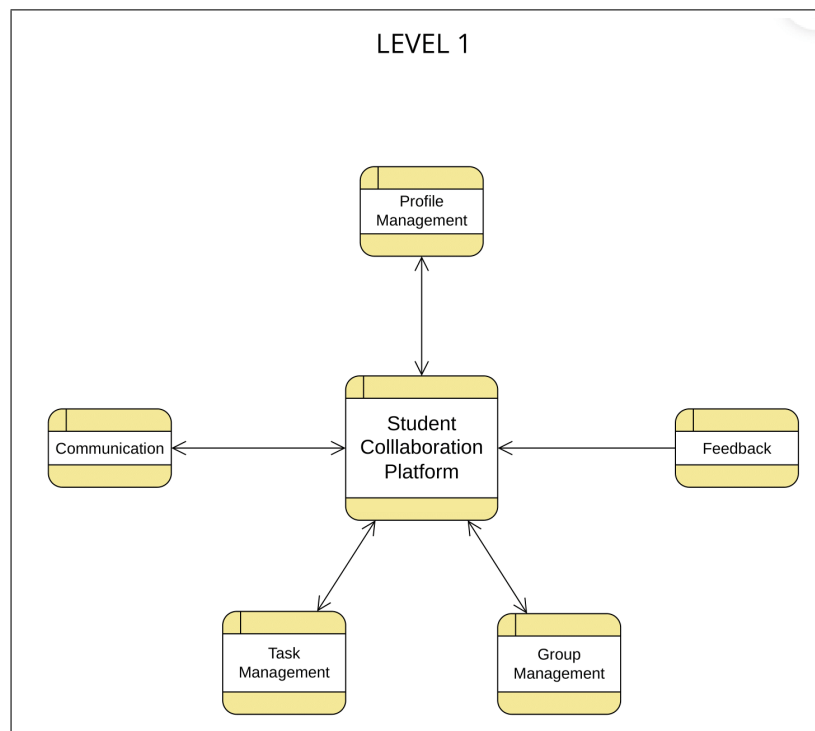 LEVEL 1
Profile
Management
Student
Colllaboration
Platform
Communication
Feedback
Task
Management
Group
Management